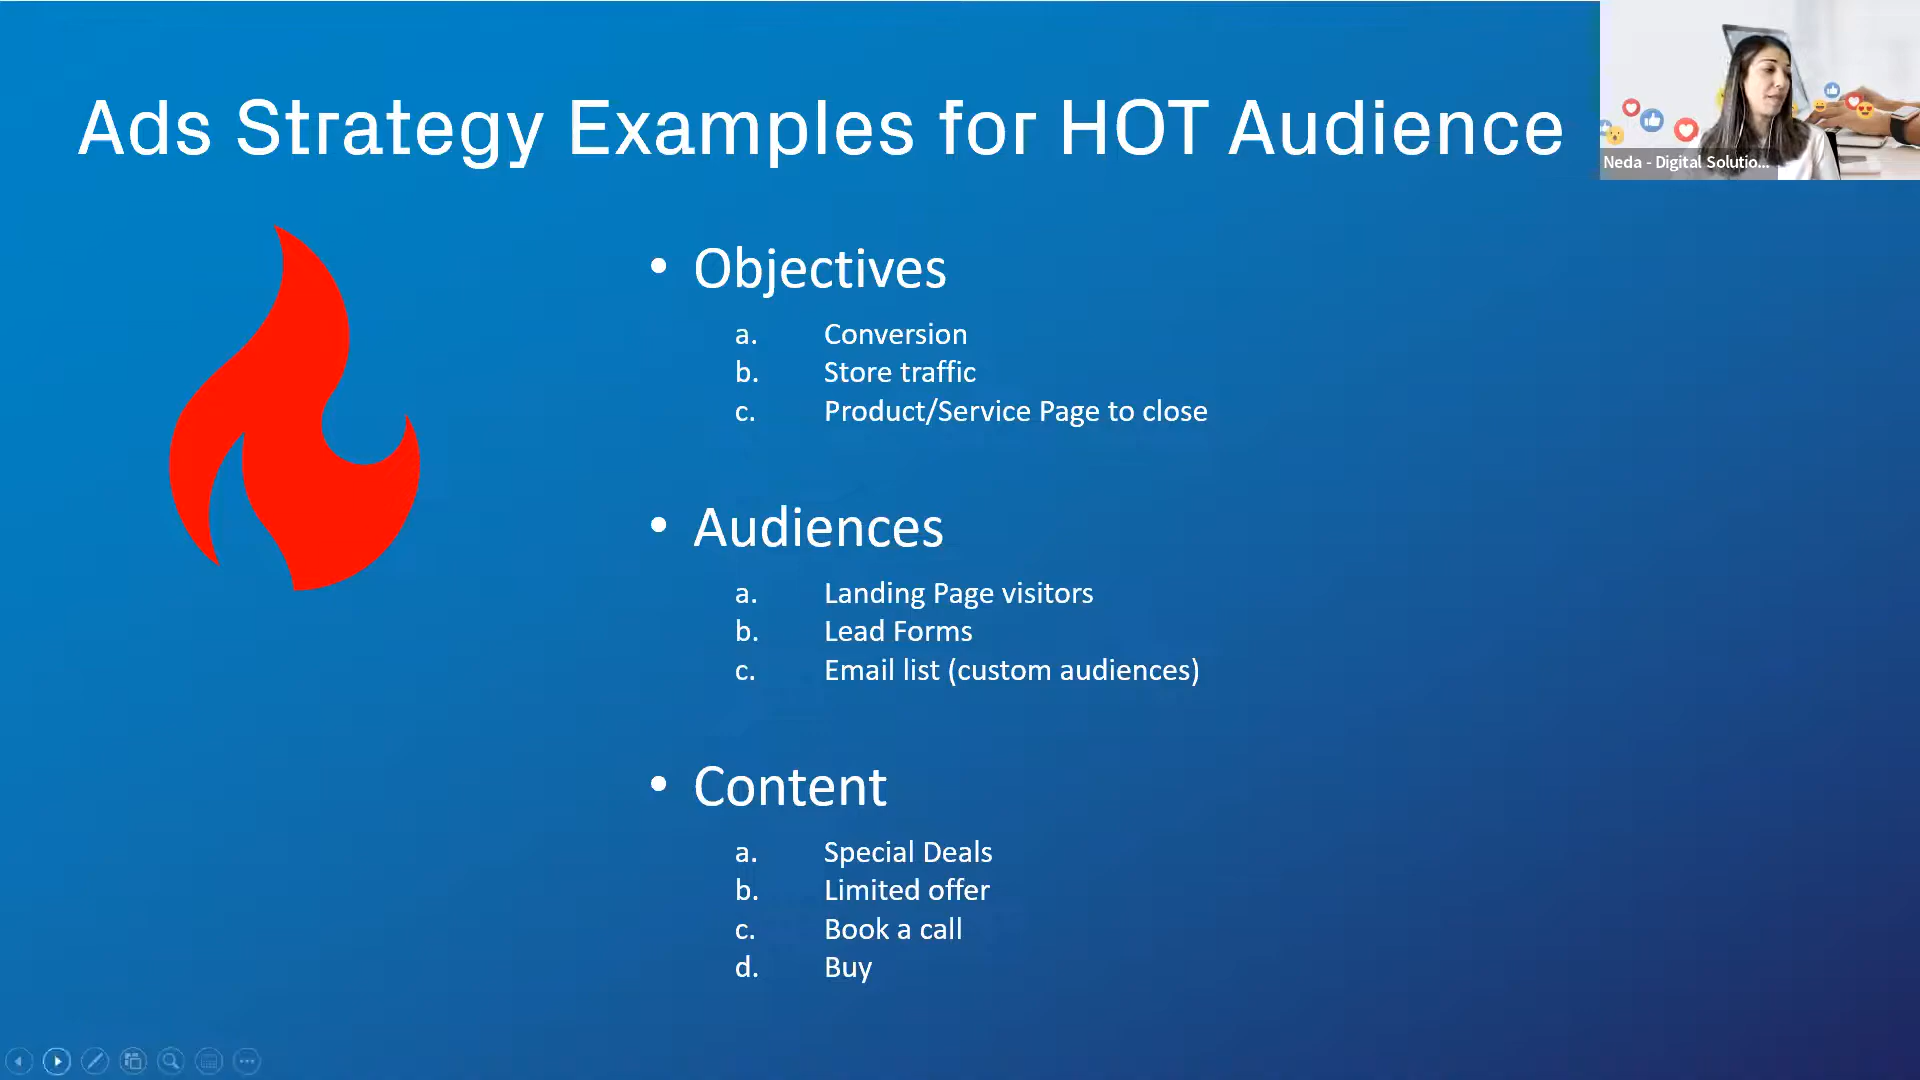 Ads Strategy Examples for HOT Audience
Neda - Digital Solutio...
• Objectives
a. Conversion
b. Store traffic
c. Product/Service Page to close
• Audiences
a. Landing Page visitors
b. Lead Forms
c. Email list (custom audiences)
• Content
a. Special Deals
b. Limited offer
c. Book a call
d. Buy